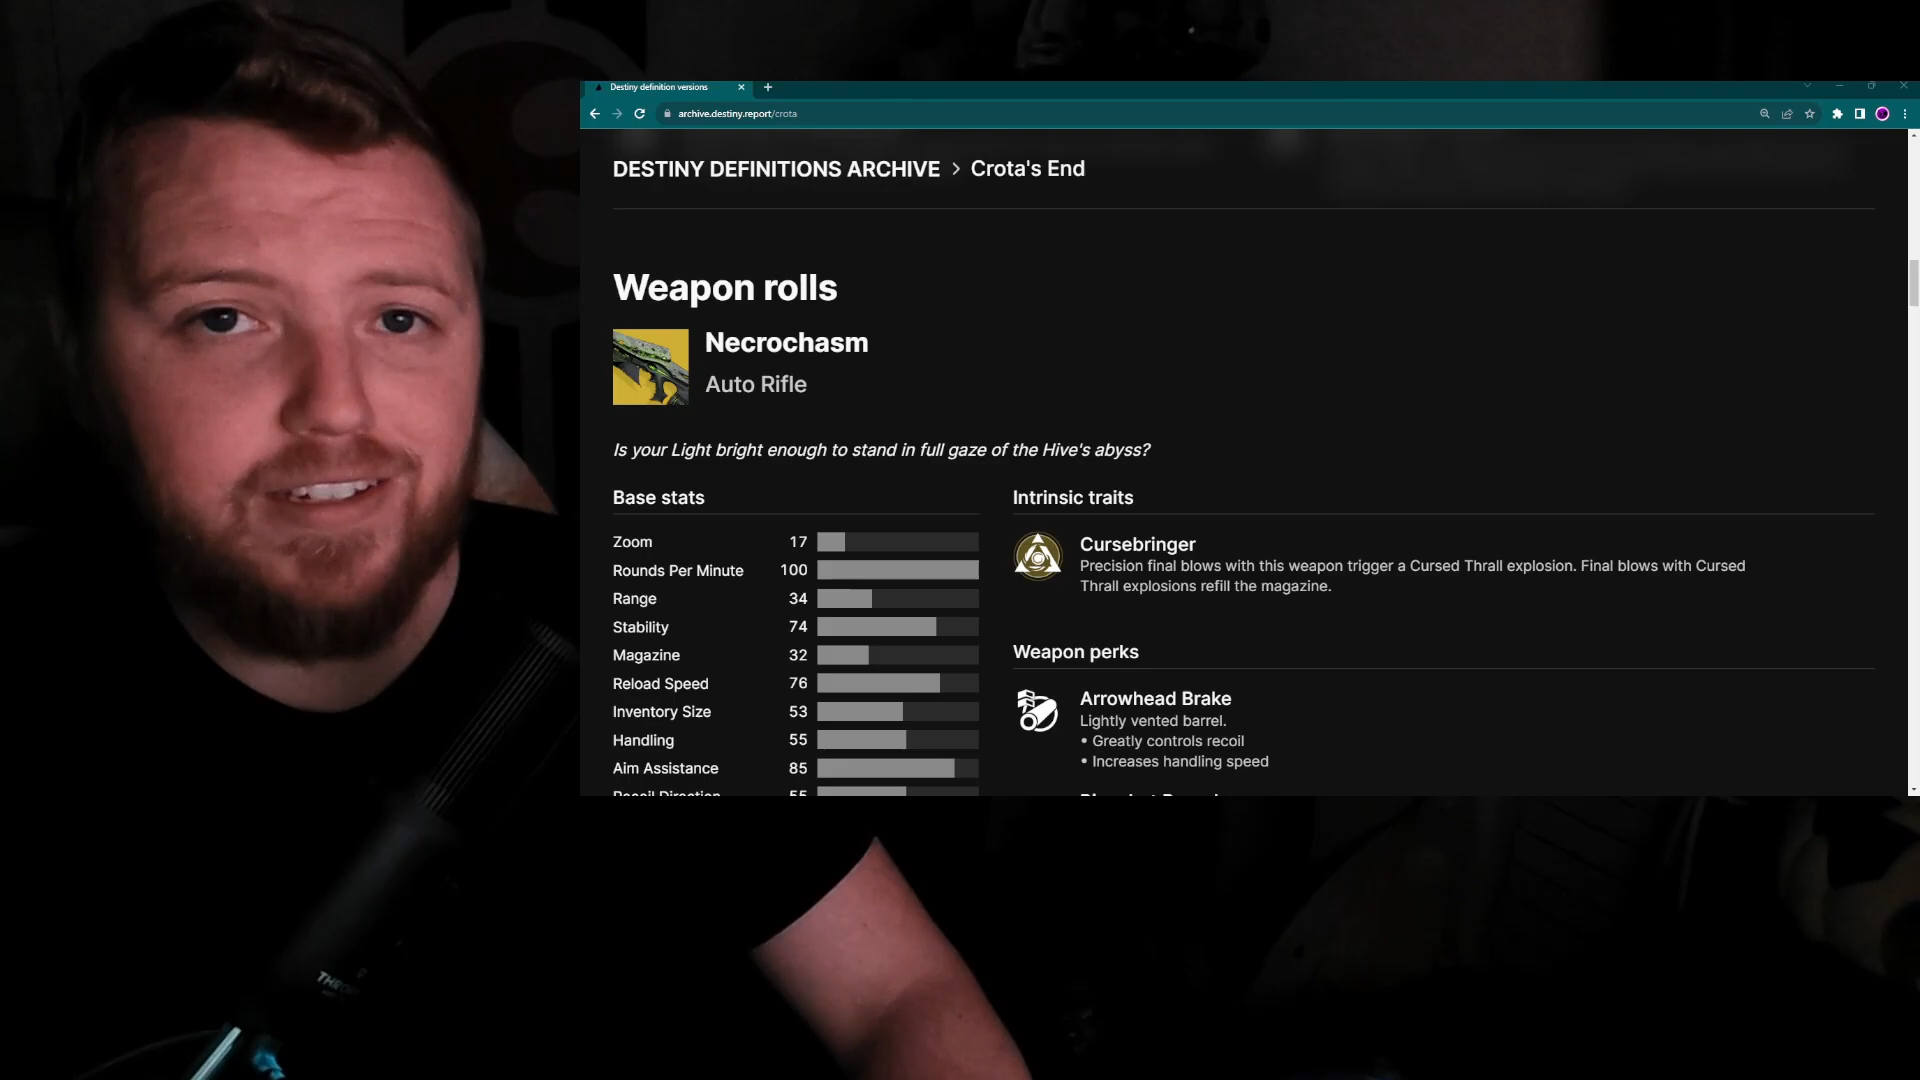 Destiny definition versions
archive.destiny.report/crota
DESTINY DEFINITIONS ARCHIVE > Crota's End
Weapon rolls
Necrochasm
Auto Rifle
Is your Light bright enough to stand in full gaze of the Hive's abyss?
Base stats
Zoom 17
Rounds Per Minute 100
Range 34
Stability 74
Magazine 32
Reload Speed 76
Inventory Size 53
Handling 55
Aim Assistance 85
Recoil Direction 55
Intrinsic traits
Cursebringer
Precision final blows with this weapon trigger a Cursed Thrall explosion. Final blows with Cursed
Thrall explosions refill the magazine.
Weapon perks
Arrowhead Brake
Lightly vented barrel.
• Greatly controls recoil
• Increases handling speed